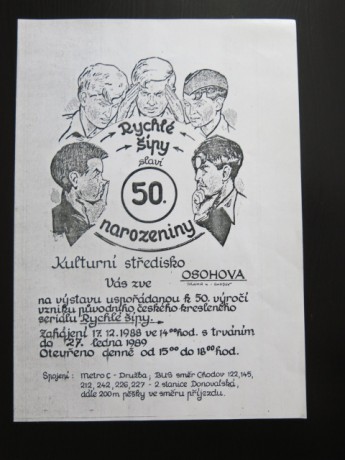 Rychlé
šípy
slaví
50.
narozeniny
Kulturní středisko
OSOHOVA
Vás zve
na výstavu uspořádanou k 50. výročí
vzniku původního českého kresleného
seriálu Rychlé šípy.
Zahájení 17. 12. 1988 ve 14 00 hod. s trváním
do 27. ledna 1989
Otevřeno denně od 15 00 do 18 00 hod.
Spojení: Metro C - Družba; BUS směr Chodov 122, 145,
212, 242, 226, 227 - 2. stanice Donovalská,
dále 200m pěšky ve směru příjezdu.